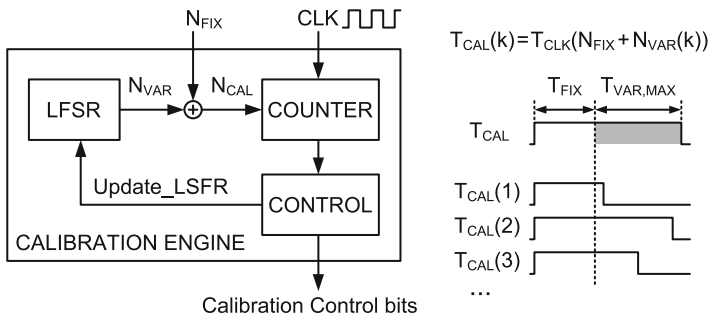 N_FIX
CLK
LFSR
N_VAR
N_CAL
+
COUNTER
Update_LSFR
CONTROL
CALIBRATION ENGINE
Calibration Control bits
T_CAL(k)=T_CLK(N_FIX+N_VAR(k))
T_FIX
T_VAR,MAX
T_CAL
T_CAL(1)
T_CAL(2)
T_CAL(3)
...